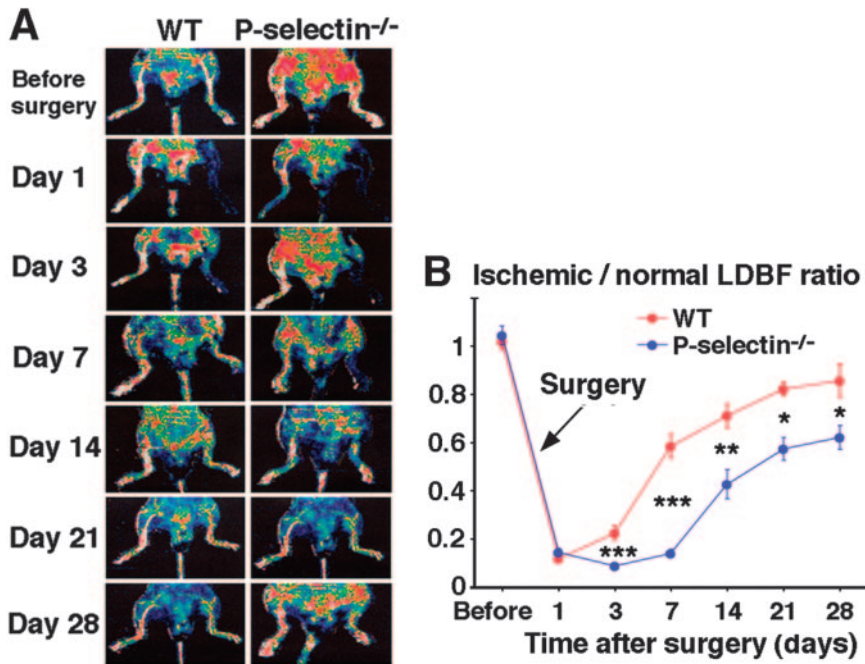 A
WT P-selectin-/-
Before
surgery
Day 1
Day 3
Day 7
Day 14
Day 21
Day 28
B Ischemic / normal LDBF ratio
WT
P-selectin-/-
Surgery
1
0.8
0.6
0.4
0.2
0
*** *** ** * *
Before 1 3 7 14 21 28
Time after surgery (days)